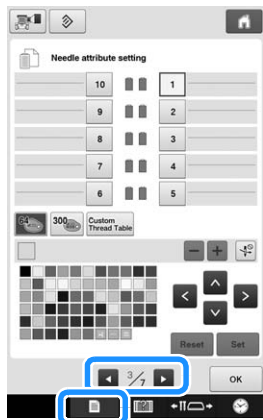 Needle attribute setting
10 1
9 2
8 3
7 4
6 5
64 300 Custom
Thread Table
Reset Set
3/7 OK